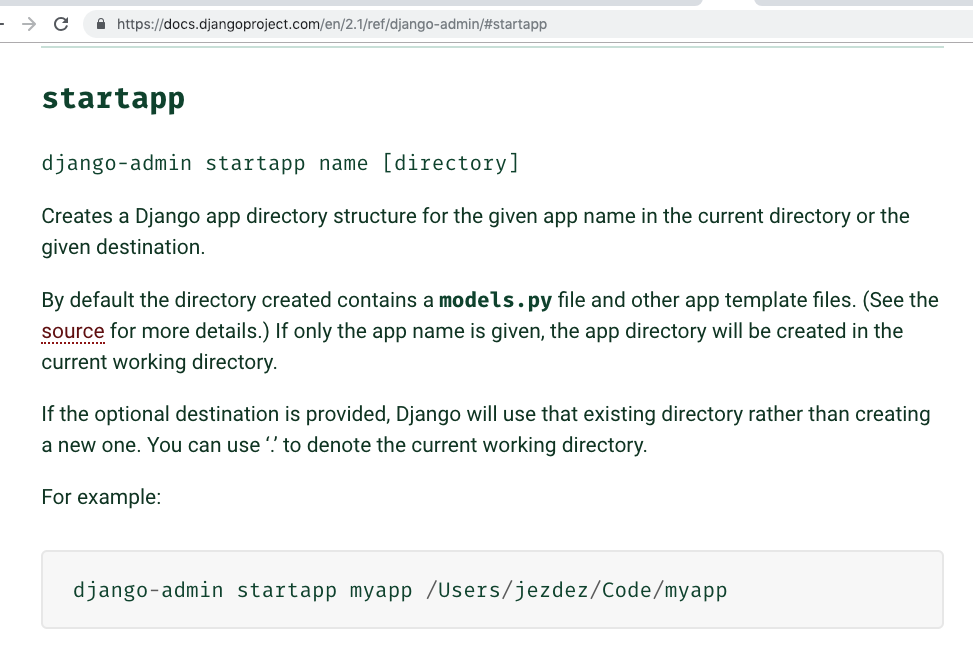 https://docs.djangoproject.com/en/2.1/ref/django-admin/#startapp
startapp
django-admin startapp name [directory]
Creates a Django app directory structure for the given app name in the current directory or the
given destination.
By default the directory created contains a models.py file and other app template files. (See the
source for more details.) If only the app name is given, the app directory will be created in the
current working directory.
If the optional destination is provided, Django will use that existing directory rather than creating
a new one. You can use ‘.’ to denote the current working directory.
For example:
django-admin startapp myapp /Users/jezdez/Code/myapp